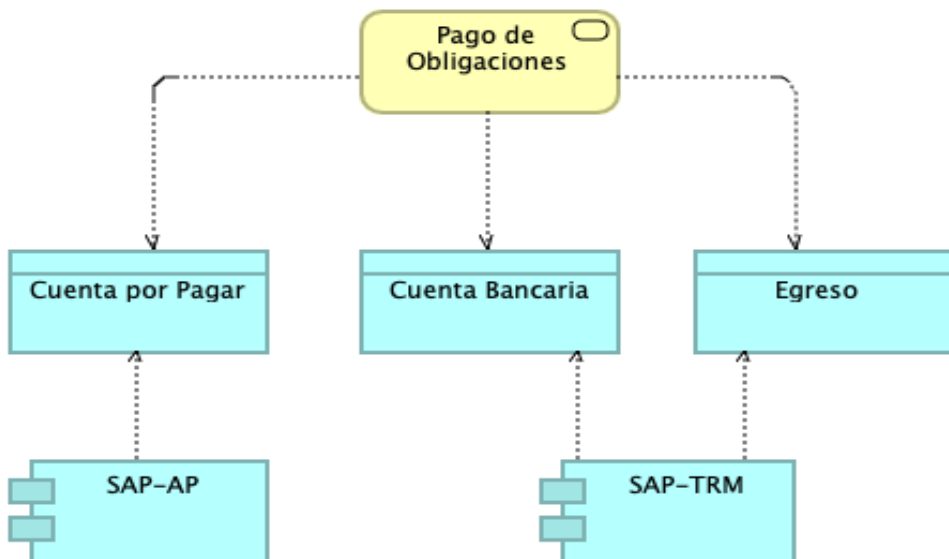 Pago de
Obligaciones
Cuenta por Pagar
Cuenta Bancaria
Egreso
SAP-AP
SAP-TRM